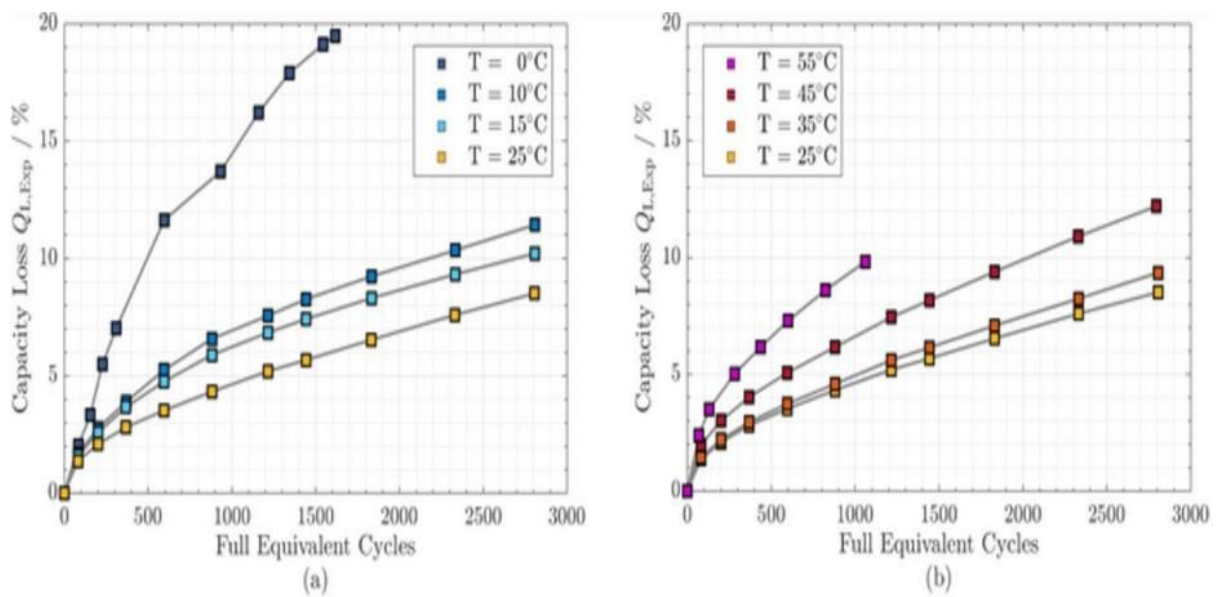 20
15
10
5
0
Capacity Loss Q_L,Exp / %
T = 0°C
T = 10°C
T = 15°C
T = 25°C
0 500 1000 1500 2000 2500 3000
Full Equivalent Cycles
(a)
20
15
10
5
0
Capacity Loss Q_L,Exp / %
T = 55°C
T = 45°C
T = 35°C
T = 25°C
0 500 1000 1500 2000 2500 3000
Full Equivalent Cycles
(b)